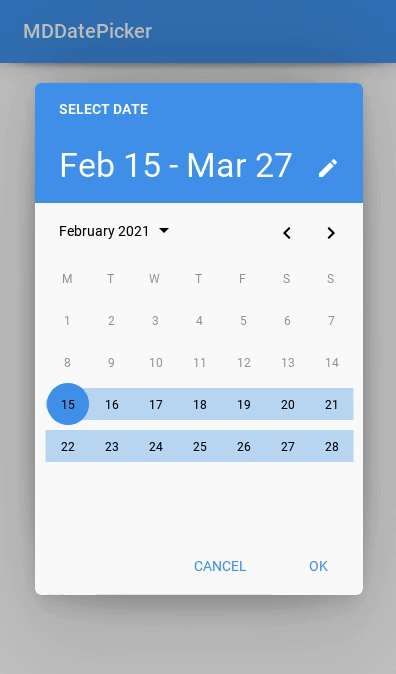 MDDatePicker
SELECT DATE
Feb 15 - Mar 27
February 2021
M T W T F S S
1 2 3 4 5 6 7
8 9 10 11 12 13 14
15 16 17 18 19 20 21
22 23 24 25 26 27 28
CANCEL OK